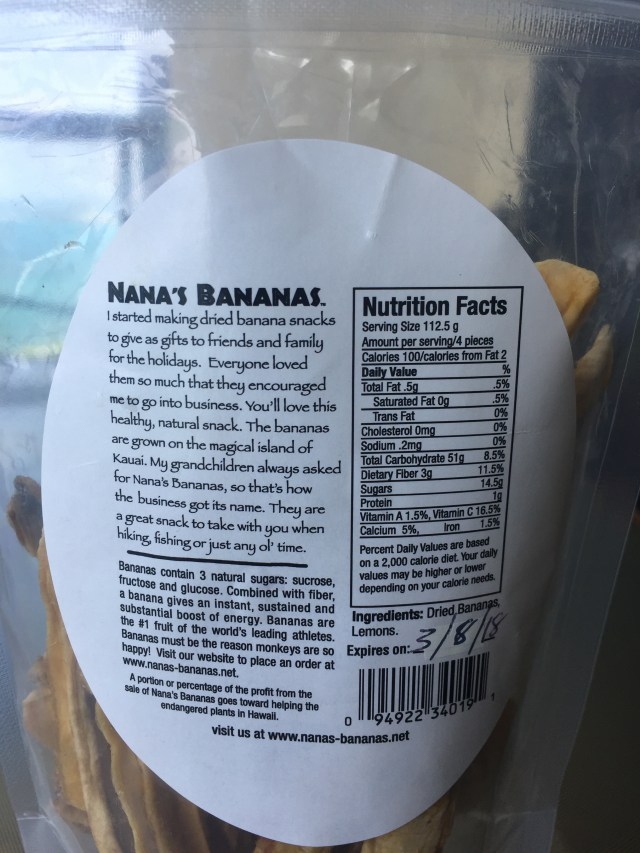 NANA'S BANANAS™
I started making dried banana snacks
to give as gifts to friends and family
for the holidays. Everyone loved
them so much that they encouraged
me to go into business. You'll love this
healthy, natural snack. The bananas
are grown on the magical island of
Kauai. My grandchildren always asked
for Nana's Bananas, so that's how
the business got its name. They are
a great snack to take with you when
hiking, fishing or just any ol' time.
Bananas contain 3 natural sugars: sucrose,
fructose and glucose. Combined with fiber,
a banana gives an instant, sustained and
substantial boost of energy. Bananas are
the #1 fruit of the world's leading athletes.
Bananas must be the reason monkeys are so
happy! Visit our website to place an order at
www.nanas-bananas.net.
A portion or percentage of the profit from the
sale of Nana's Bananas goes toward helping the
endangered plants in Hawaii.
visit us at www.nanas-bananas.net
Nutrition Facts
Serving Size 112.5 g
Amount per serving/4 pieces
Calories 100/calories from Fat 2
Daily Value %
Total Fat .5g .5%
Saturated Fat 0g .5%
Trans Fat 0%
Cholesterol 0mg 0%
Sodium .2mg 0%
Total Carbohydrate 51g 8.5%
Dietary Fiber 3g 11.5%
Sugars 14.5g
Protein 1g
Vitamin A 1.5%, Vitamin C 16.5%
Calcium 5%, Iron 1.5%
Percent Daily Values are based
on a 2,000 calorie diet. Your daily
values may be higher or lower
depending on your calorie needs.
Ingredients: Dried Bananas,
Lemons.
Expires on: 3/8/18
0 94922 34019 1